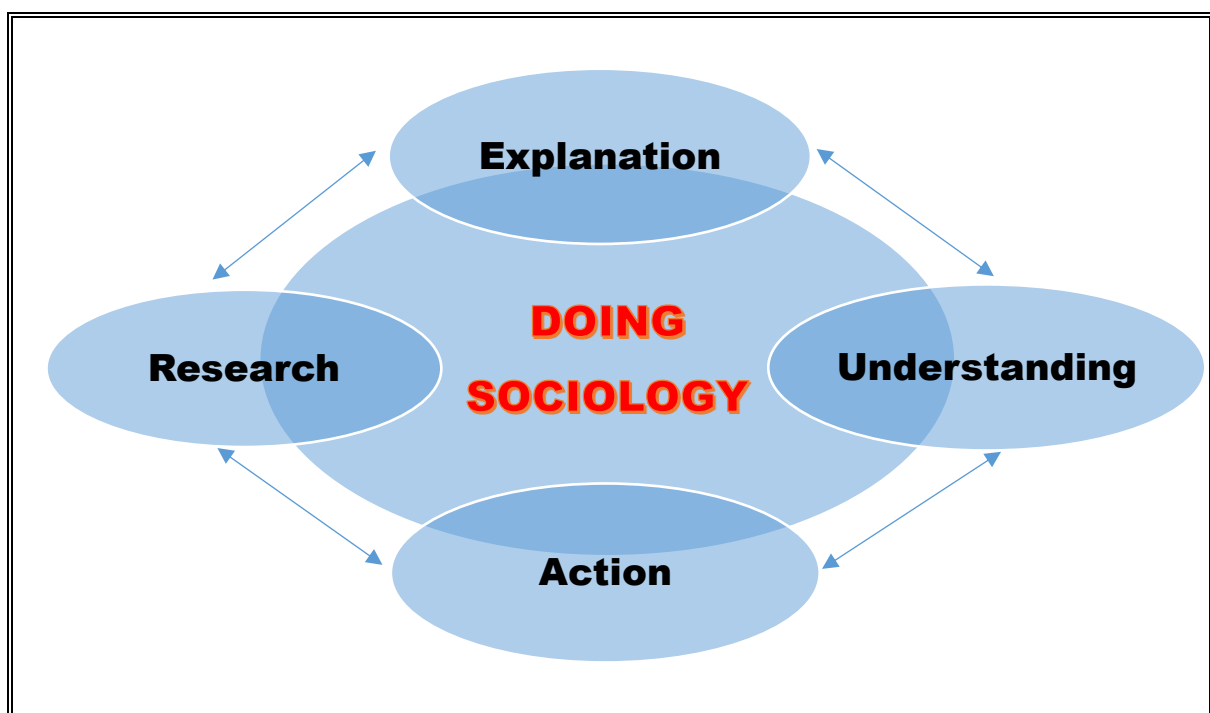 Explanation
DOING
SOCIOLOGY
Research
Understanding
Action